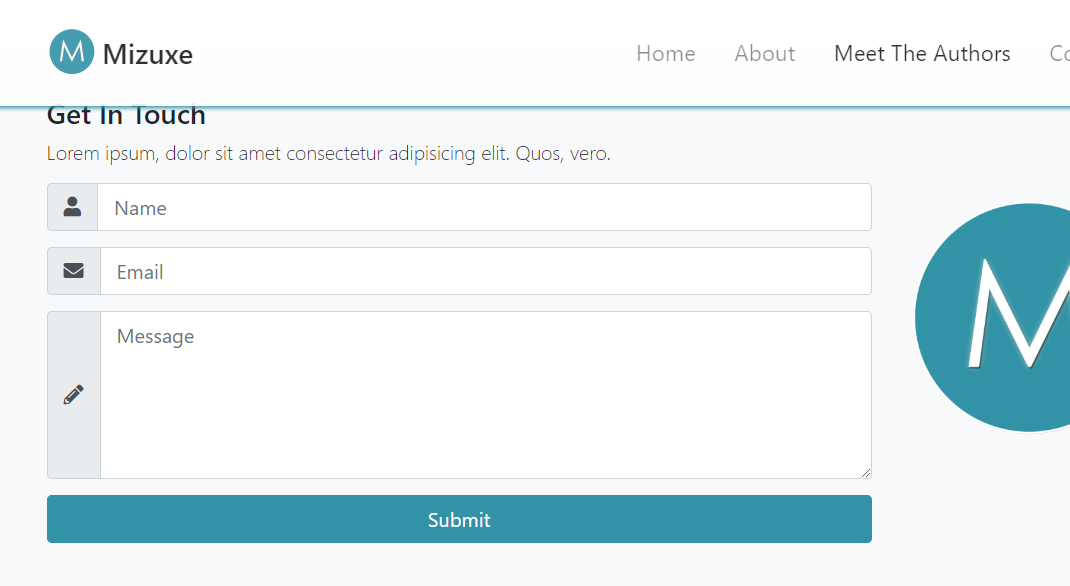 M Mizuxe
Home About Meet The Authors
Get In Touch
Lorem ipsum, dolor sit amet consectetur adipisicing elit. Quos, vero.
Name
Email
Message
M
Submit